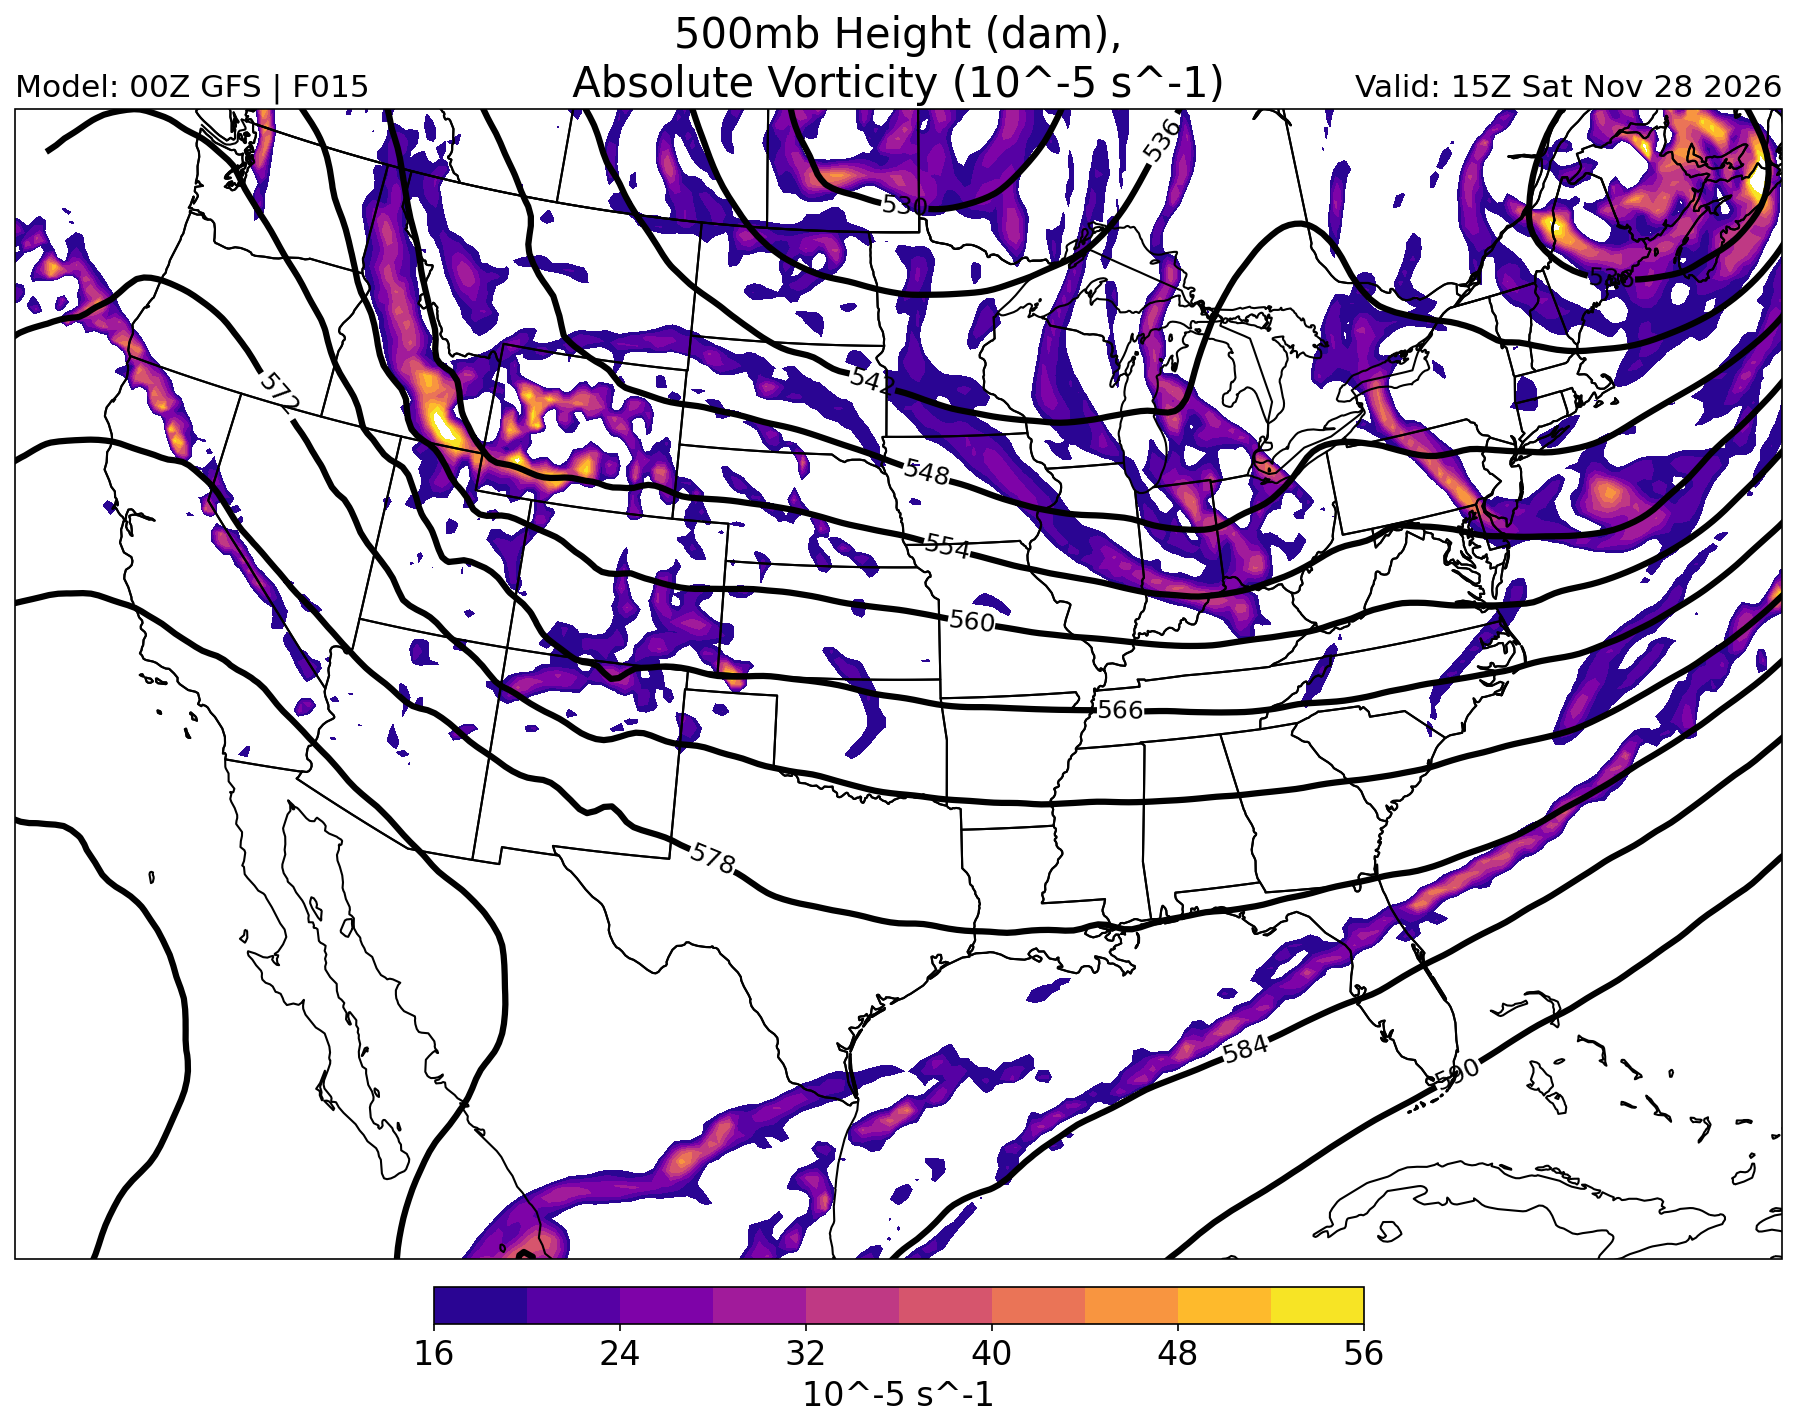 500mb Height (dam),
Absolute Vorticity (10^-5 s^-1)
Model: 00Z GFS | F015
Valid: 15Z Sat Nov 28 2026
536
530
536
572
542
548
554
560
566
578
584
590
16 24 32 40 48 56
10^-5 s^-1